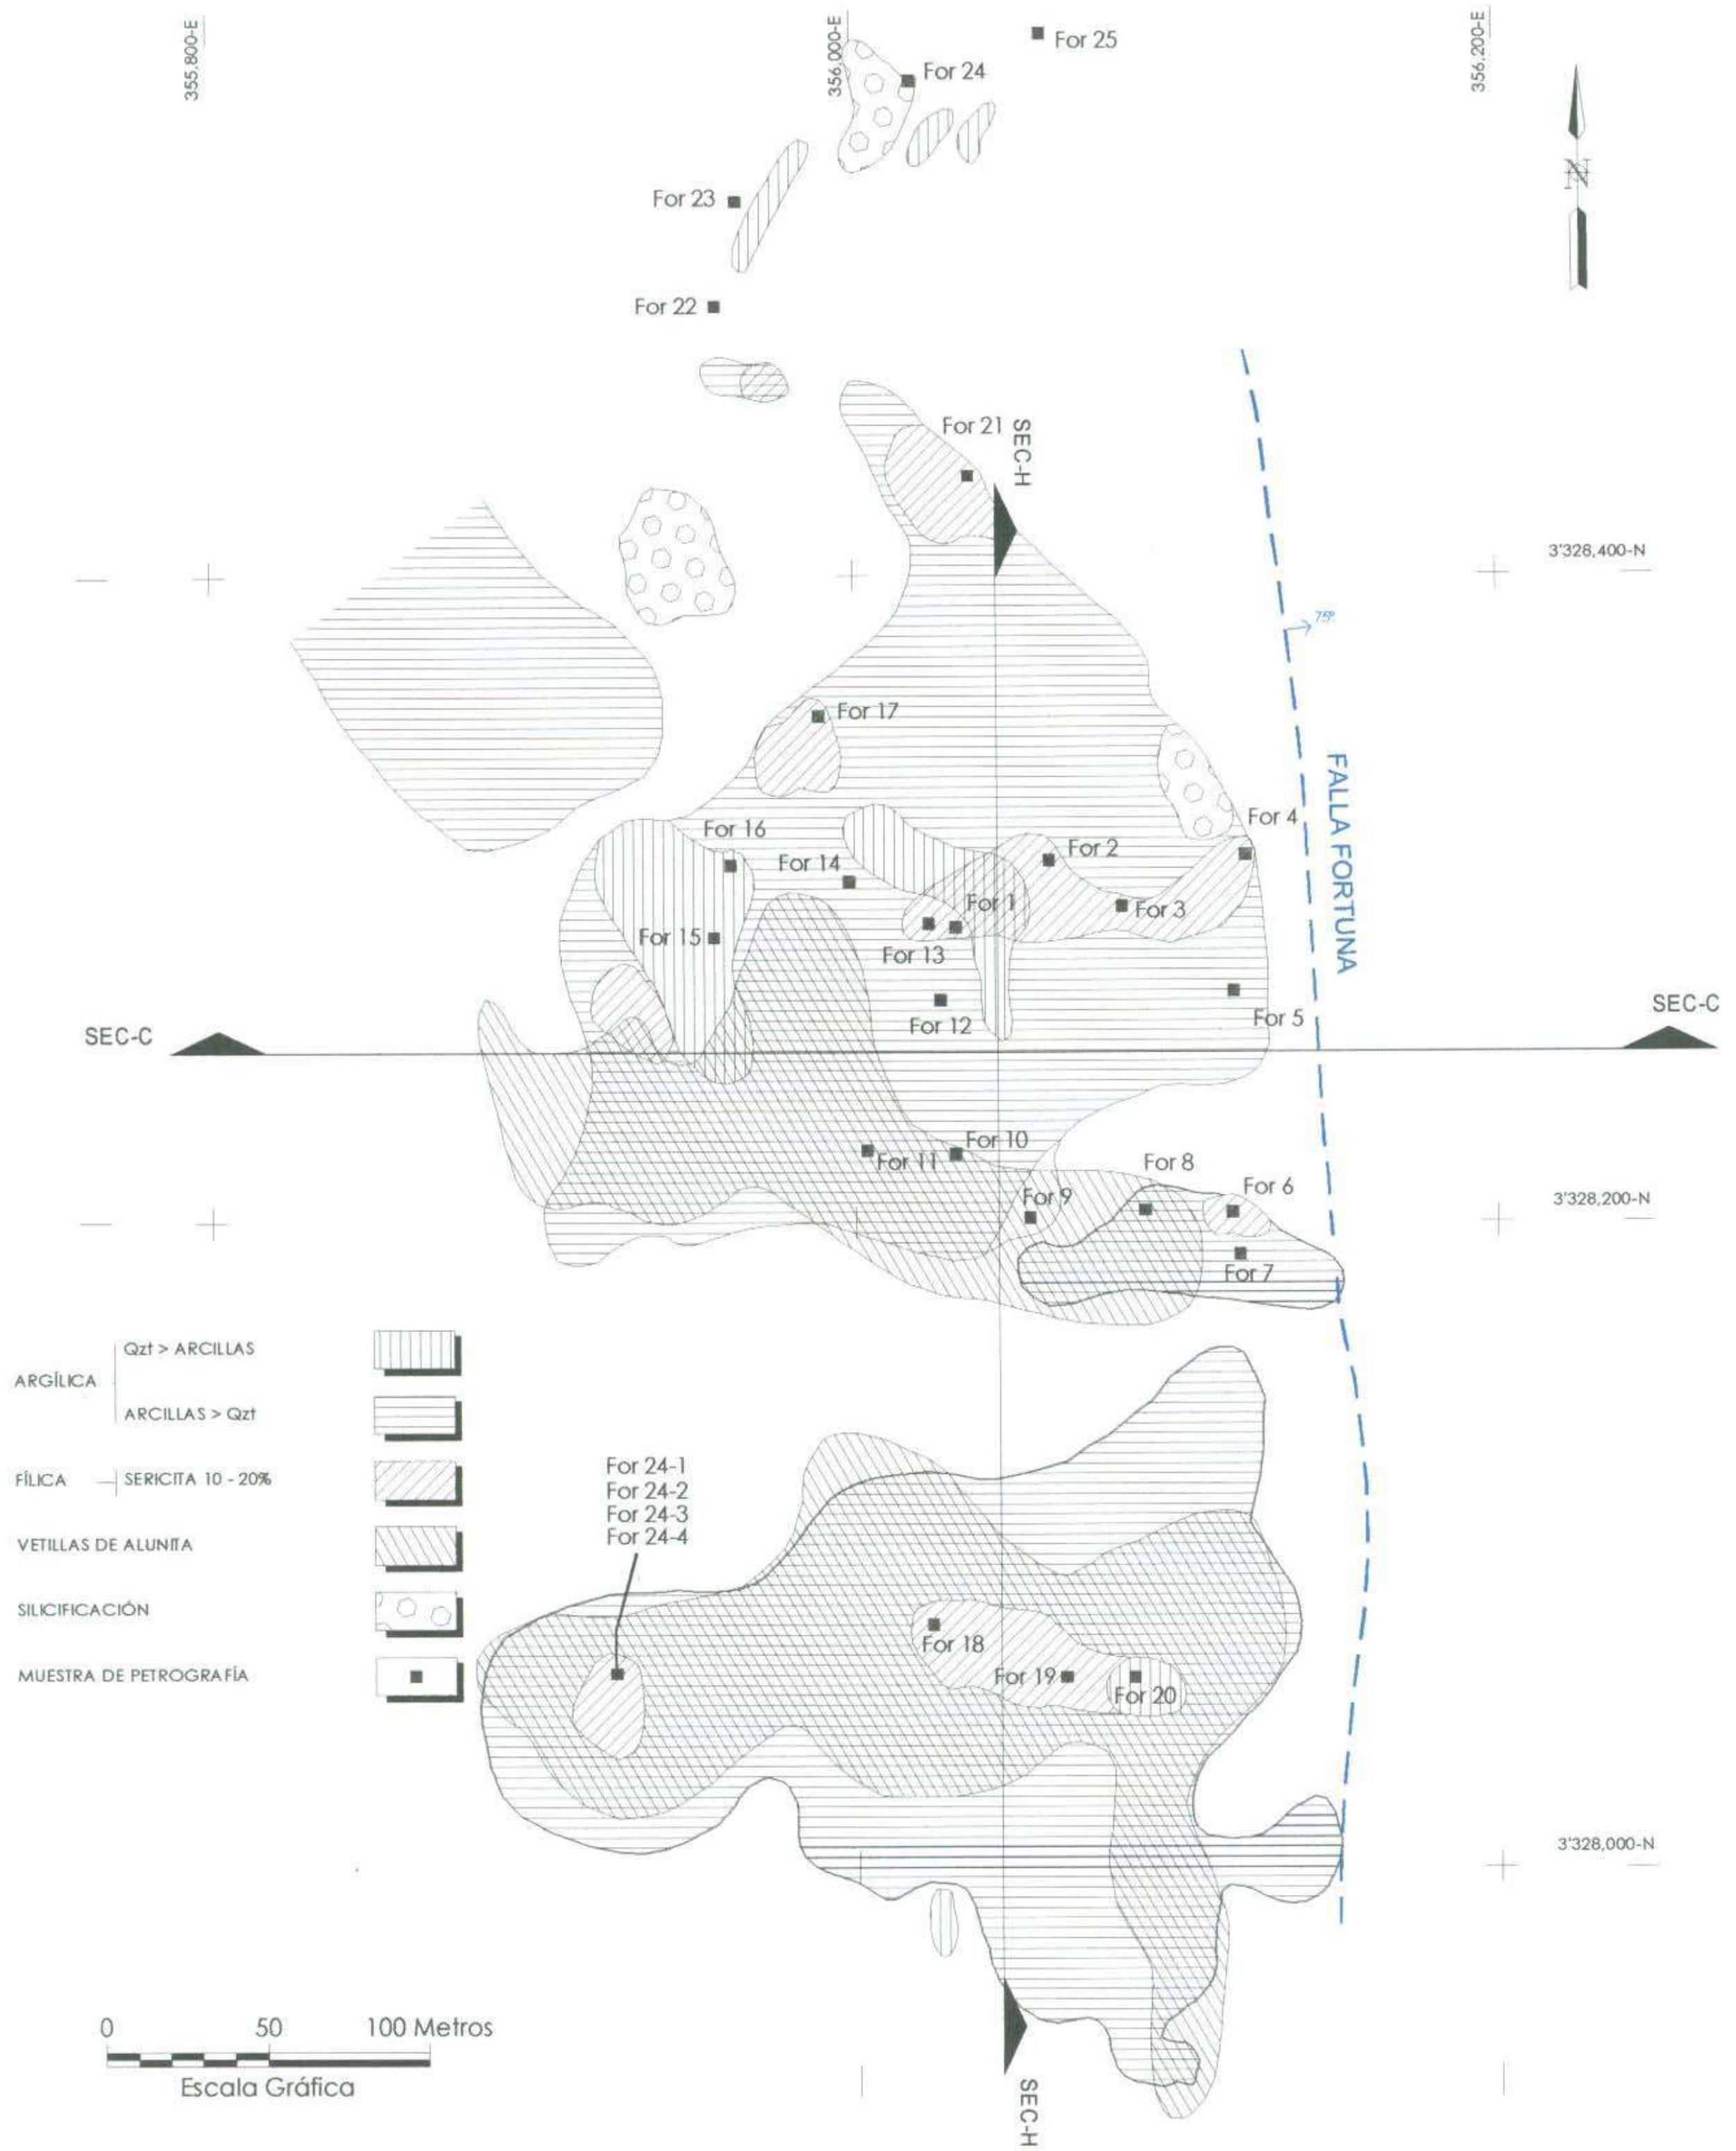 355,800-E
356,000-E
356,200-E
For 25
For 24
N
For 23
For 22
For 21
SEC-H
3'328,400-N
75°
For 17
FALLA FORTUNA
For 4
For 16
For 2
For 14
For 1
For 3
For 15
For 13
For 12
For 5
SEC-C
SEC-C
For 10
For 11
For 8
For 9
For 6
3'328,200-N
For 7
ARGÍLICA
Qzt > ARCILLAS
ARCILLAS > Qzt
FÍLICA
SERICITA 10 - 20%
VETILLAS DE ALUNITA
SILICIFICACIÓN
MUESTRA DE PETROGRAFÍA
For 24-1
For 24-2
For 24-3
For 24-4
For 18
For 19
For 20
3'328,000-N
0 50 100 Metros
Escala Gráfica
SEC-H